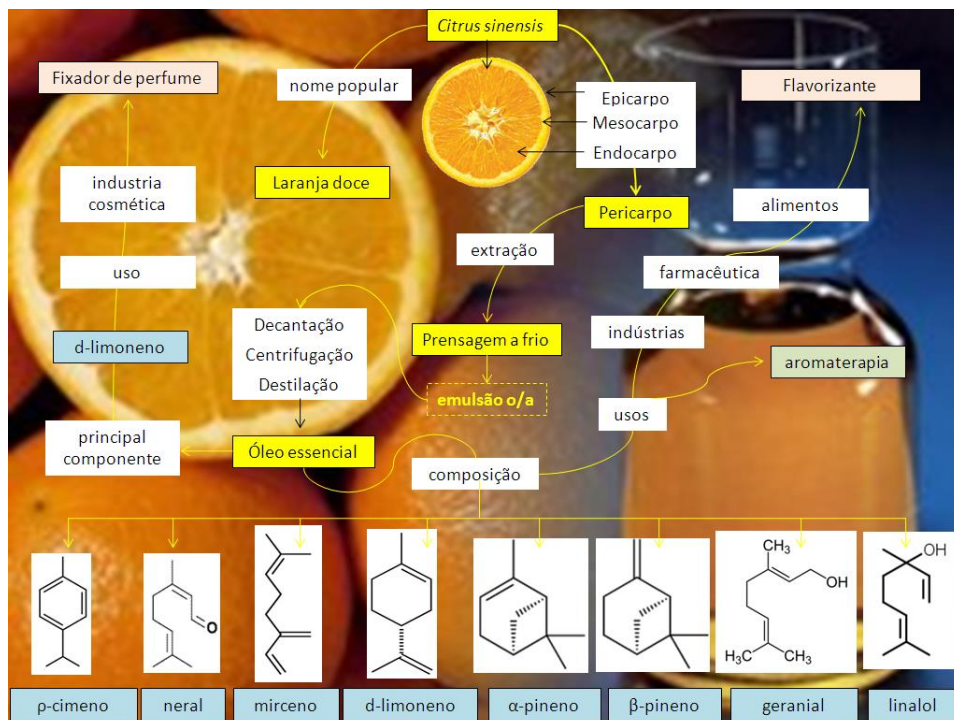 Citrus sinensis
Fixador de perfume
nome popular
Epicarpo
Mesocarpo
Endocarpo
Flavorizante
industria
cosmética
Laranja doce
Pericarpo
alimentos
uso
extração
farmacêutica
d-limoneno
Decantação
Centrifugação
Destilação
Prensagem a frio
indústrias
aromaterapia
emulsão o/a
usos
principal
componente
Óleo essencial
composição
O
CH₃
OH
H₃C
CH₃
OH
ρ-cimeno
neral
mirceno
d-limoneno
α-pineno
β-pineno
geranial
linalol